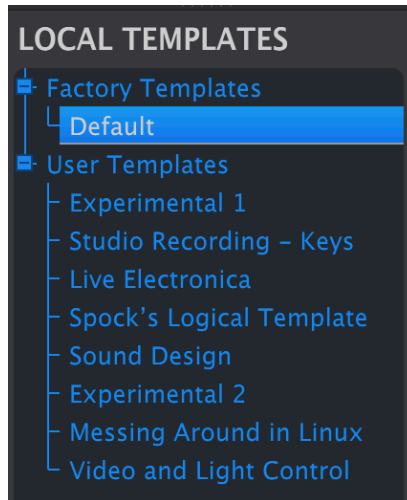 LOCAL TEMPLATES
Factory Templates
Default
User Templates
Experimental 1
Studio Recording – Keys
Live Electronica
Spock’s Logical Template
Sound Design
Experimental 2
Messing Around in Linux
Video and Light Control